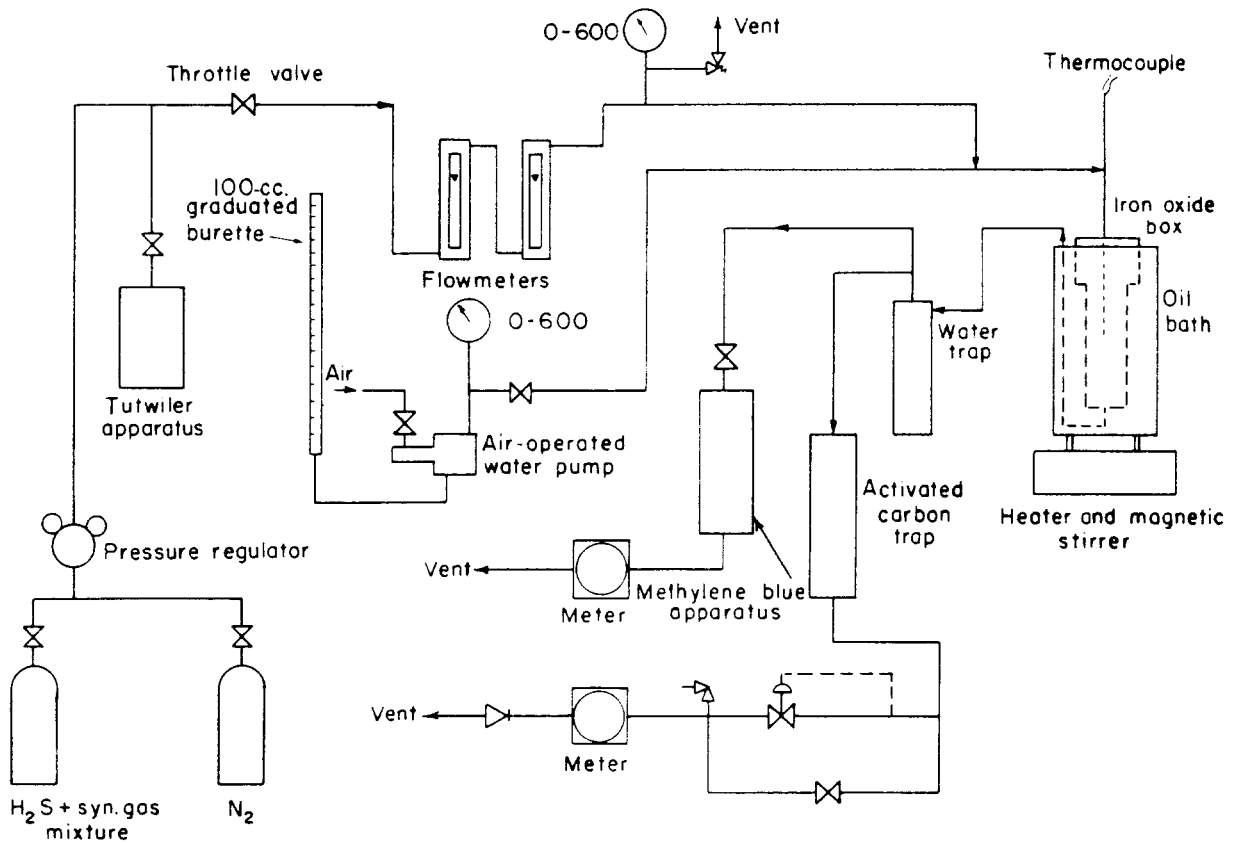 0-600
Vent
Thermocouple
Throttle valve
100-cc.
graduated
burette
Iron oxide
box
Flowmeters
0-600
Oil
bath
Water
trap
Air
Tutwiler
apparatus
Air-operated
water pump
Activated
carbon
trap
Heater and magnetic
stirrer
Pressure regulator
Vent
Meter
Methylene blue
apparatus
Vent
Meter
H₂S + syn. gas
mixture
N₂